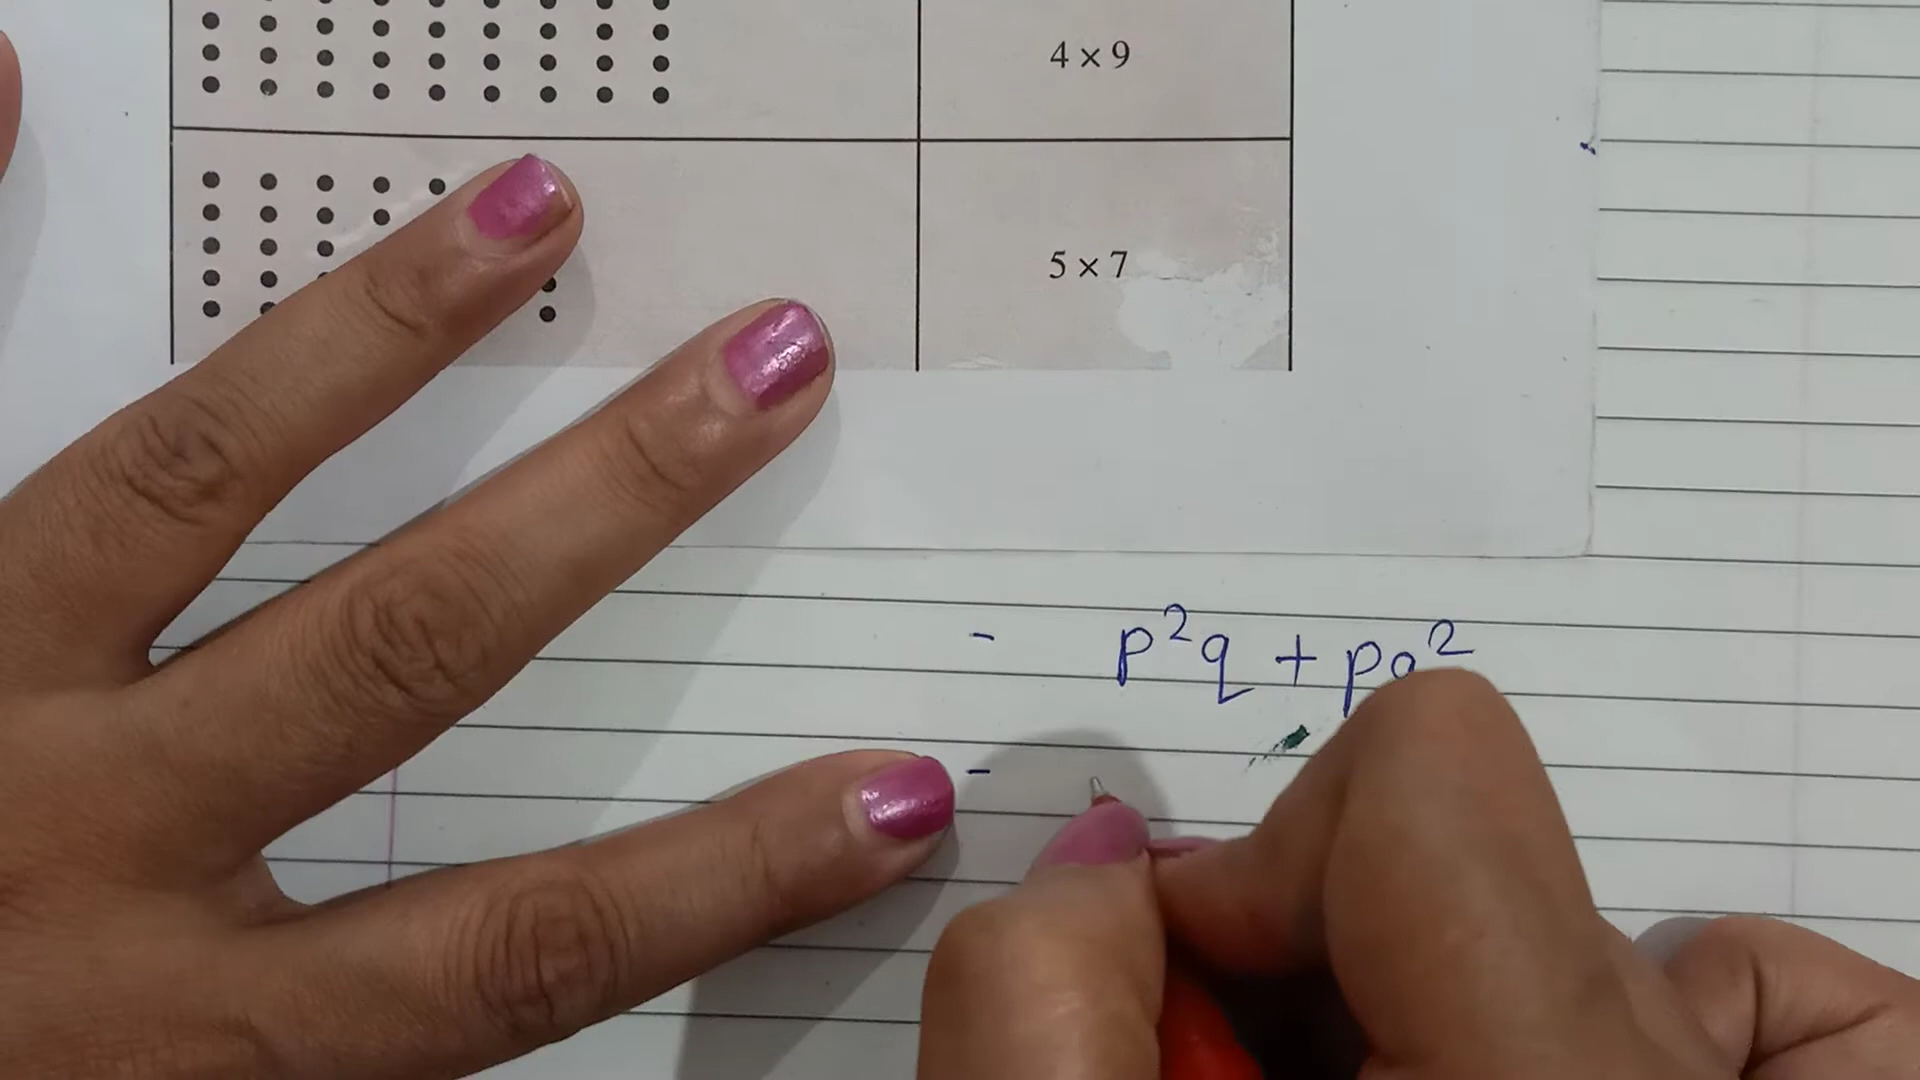 4 × 9
5 × 7
- p²q + pq²
-